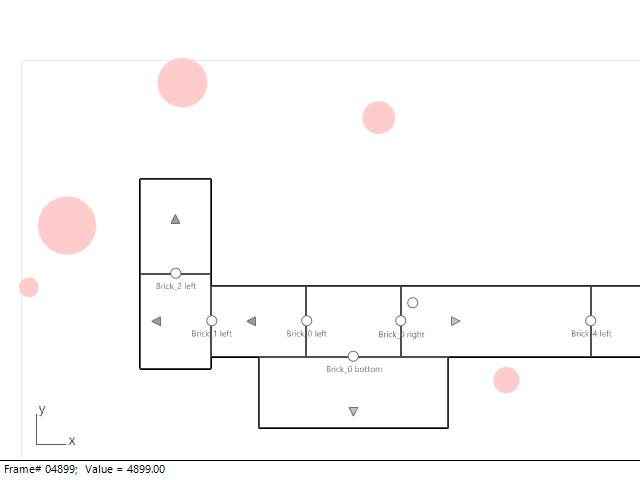 Brick_2 left
Brick_1 left
Brick_0 left
Brick_0 right
Brick_4 left
Brick_0 bottom
y
x
Frame# 04899; Value = 4899.00